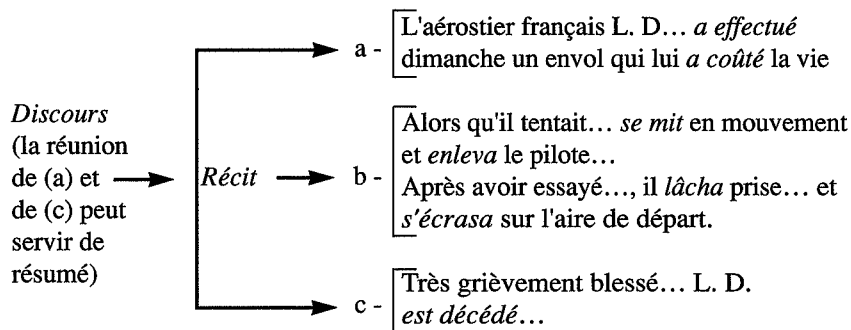 a - L'aérostier français L. D… a effectué
dimanche un envol qui lui a coûté la vie
Discours
(la réunion
de (a) et
de (c) peut
servir de
résumé)
Récit
b - Alors qu'il tentait… se mit en mouvement
et enleva le pilote…
Après avoir essayé…, il lâcha prise… et
s'écrasa sur l'aire de départ.
c - Très grièvement blessé… L. D.
est décédé…